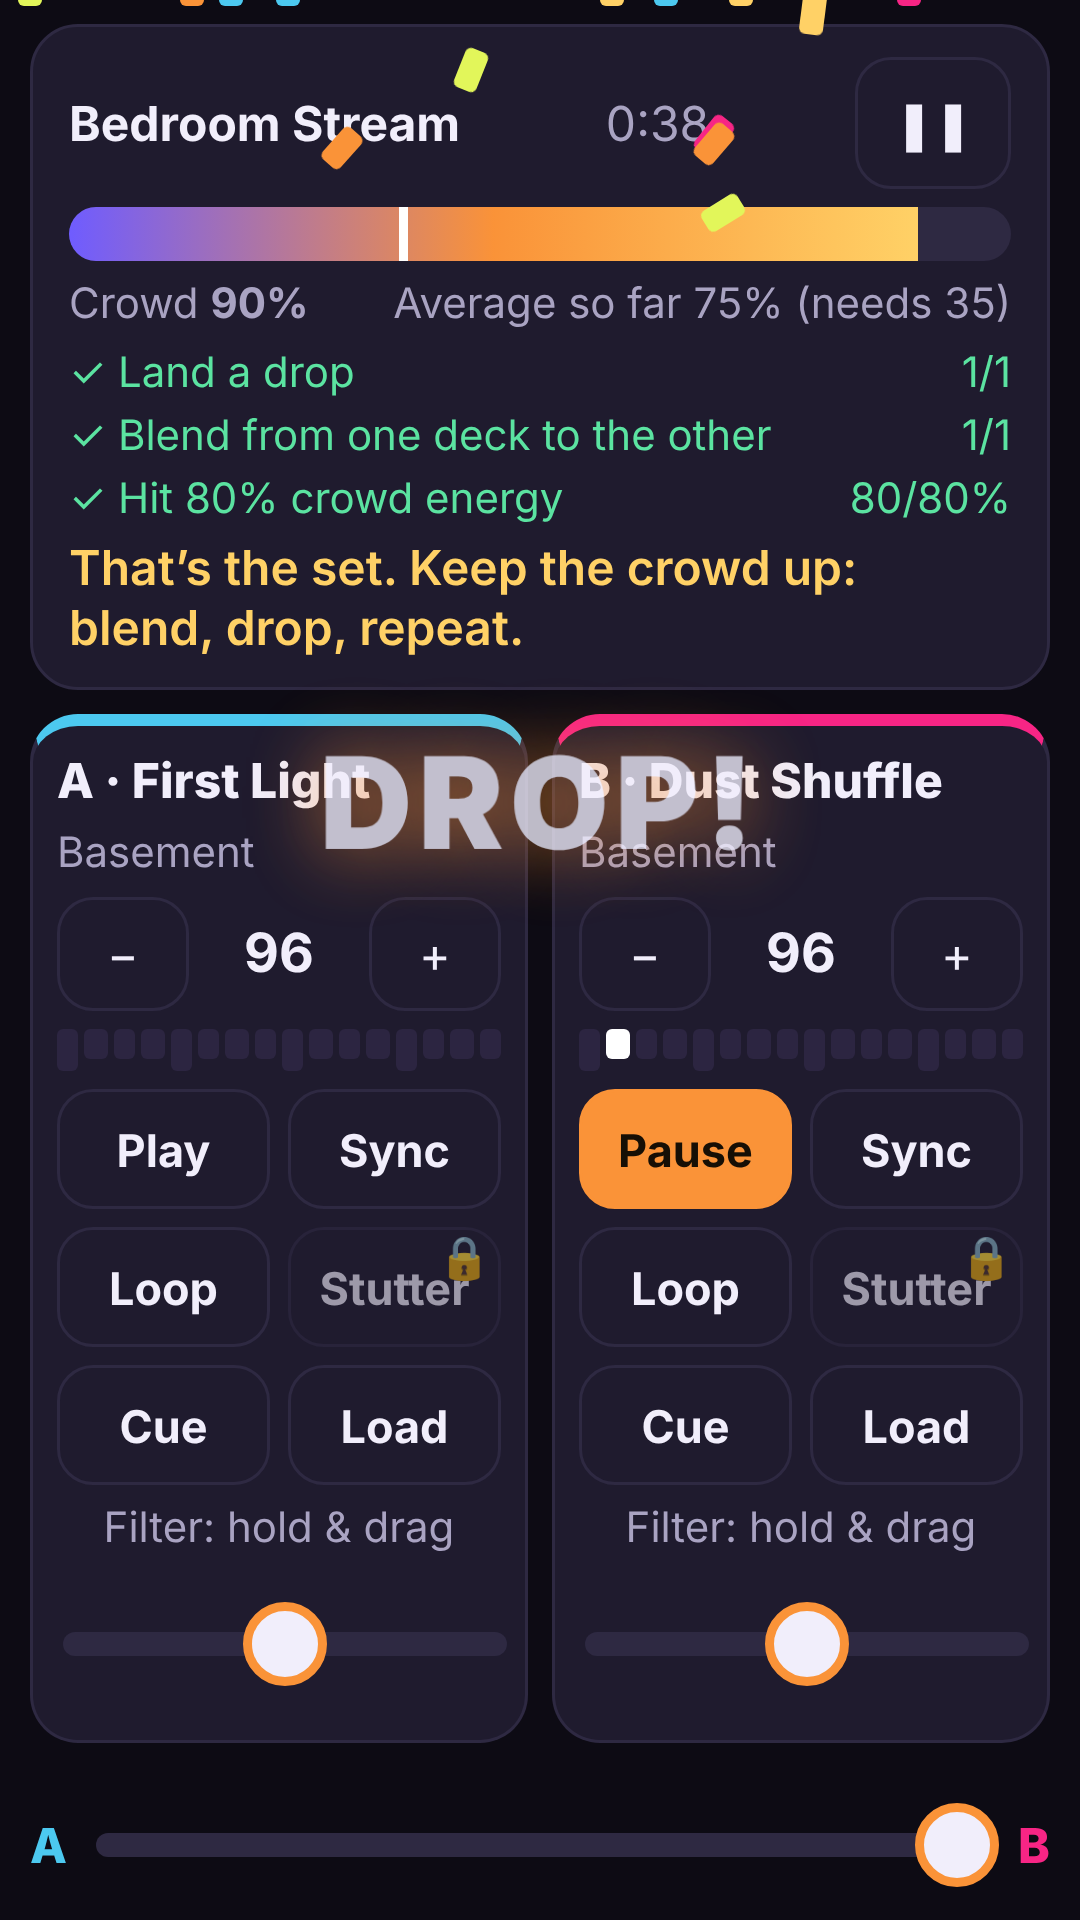 Bedroom Stream
0:38
Crowd 90%
Average so far 75% (needs 35)
✓ Land a drop 1/1
✓ Blend from one deck to the other 1/1
✓ Hit 80% crowd energy 80/80%
That’s the set. Keep the crowd up:
blend, drop, repeat.
DROP!
A · First Light
Basement
– 96 +
Play Sync
Loop Stutter
Cue Load
Filter: hold & drag
B · Dust Shuffle
Basement
– 96 +
Pause Sync
Loop Stutter
Cue Load
Filter: hold & drag
A B